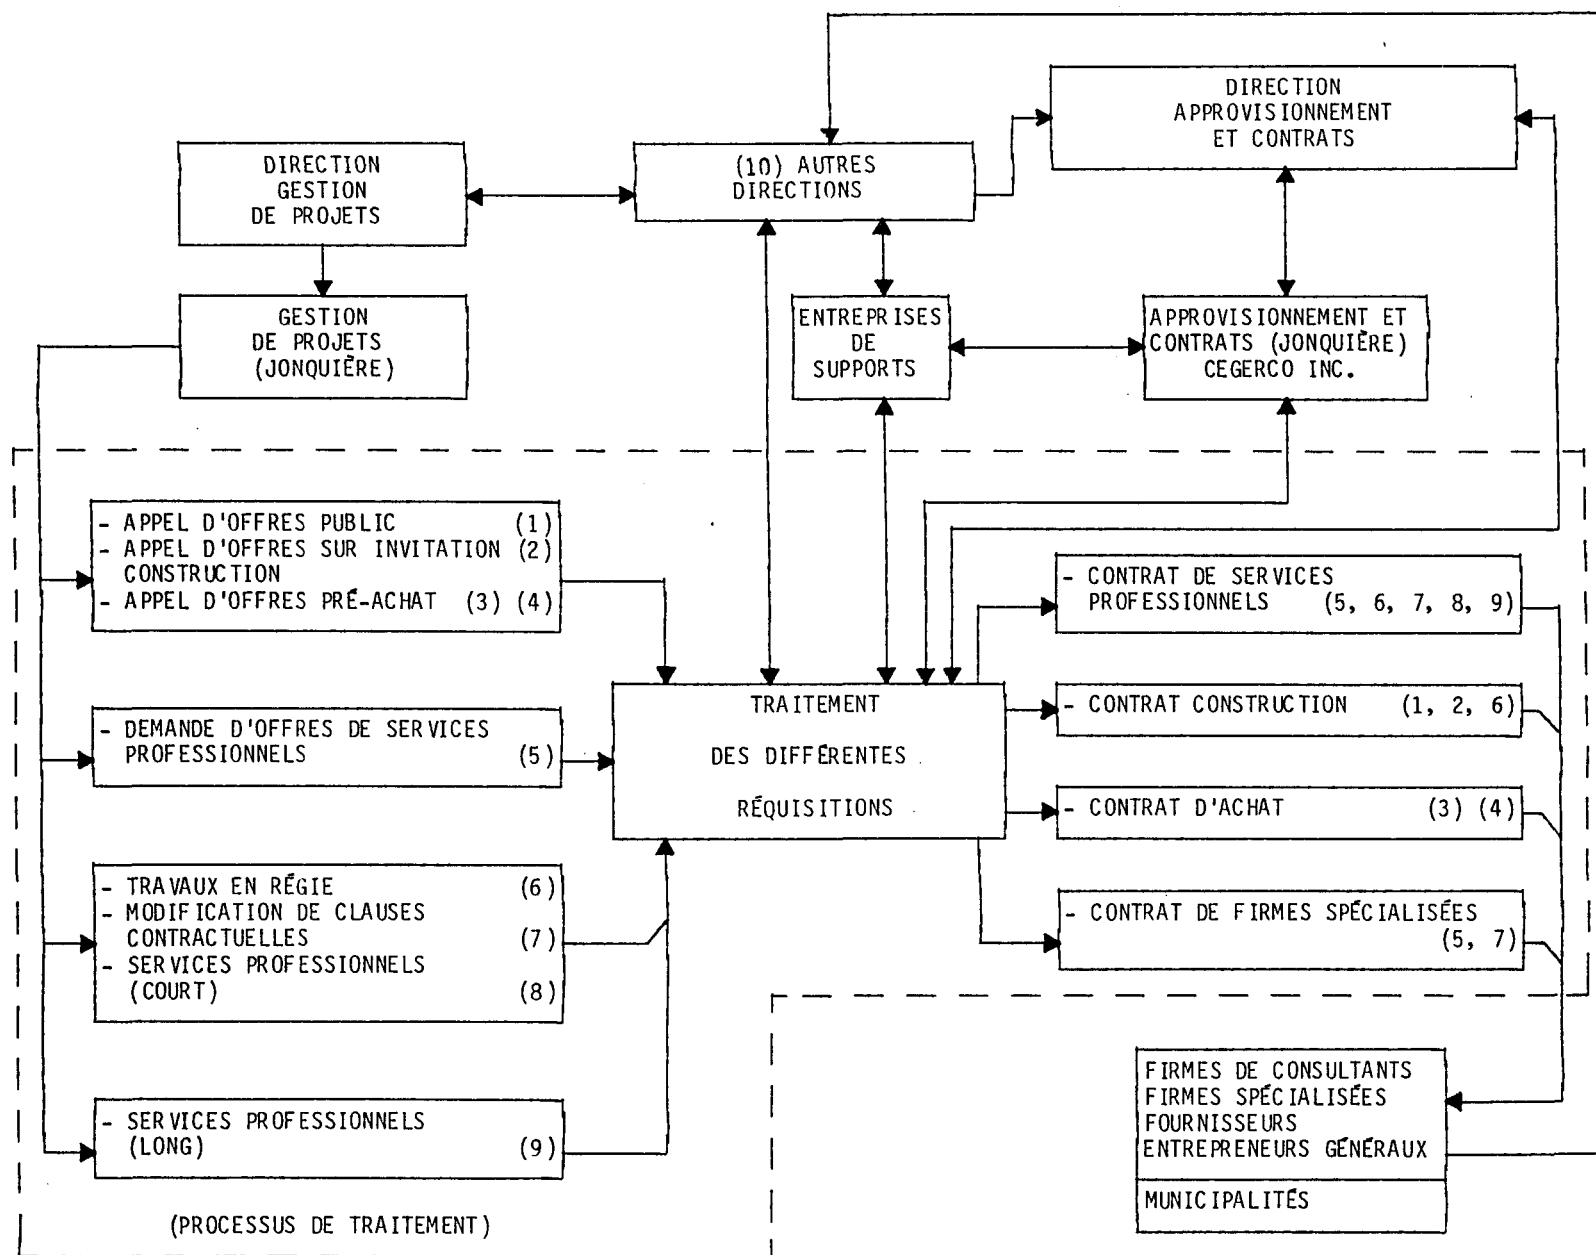 DIRECTION
APPROVISIONNEMENT
ET CONTRATS
DIRECTION
GESTION
DE PROJETS
(10) AUTRES
DIRECTIONS
GESTION
DE PROJETS
(JONQUIÈRE)
ENTREPRISES
DE
SUPPORTS
APPROVISIONNEMENT ET
CONTRATS (JONQUIÈRE)
CEGERCO INC.
- APPEL D'OFFRES PUBLIC (1)
- APPEL D'OFFRES SUR INVITATION (2)
CONSTRUCTION
- APPEL D'OFFRES PRÉ-ACHAT (3) (4)
- DEMANDE D'OFFRES DE SERVICES
PROFESSIONNELS (5)
- TRAVAUX EN RÉGIE (6)
- MODIFICATION DE CLAUSES
CONTRACTUELLES (7)
- SERVICES PROFESSIONNELS
(COURT) (8)
- SERVICES PROFESSIONNELS
(LONG) (9)
(PROCESSUS DE TRAITEMENT)
TRAITEMENT
DES DIFFÉRENTES
RÉQUISITIONS
- CONTRAT DE SERVICES
PROFESSIONNELS (5, 6, 7, 8, 9)
- CONTRAT CONSTRUCTION (1, 2, 6)
- CONTRAT D'ACHAT (3) (4)
- CONTRAT DE FIRMES SPÉCIALISÉES
(5, 7)
FIRMES DE CONSULTANTS
FIRMES SPÉCIALISÉES
FOURNISSEURS
ENTREPRENEURS GÉNÉRAUX
MUNICIPALITÉS